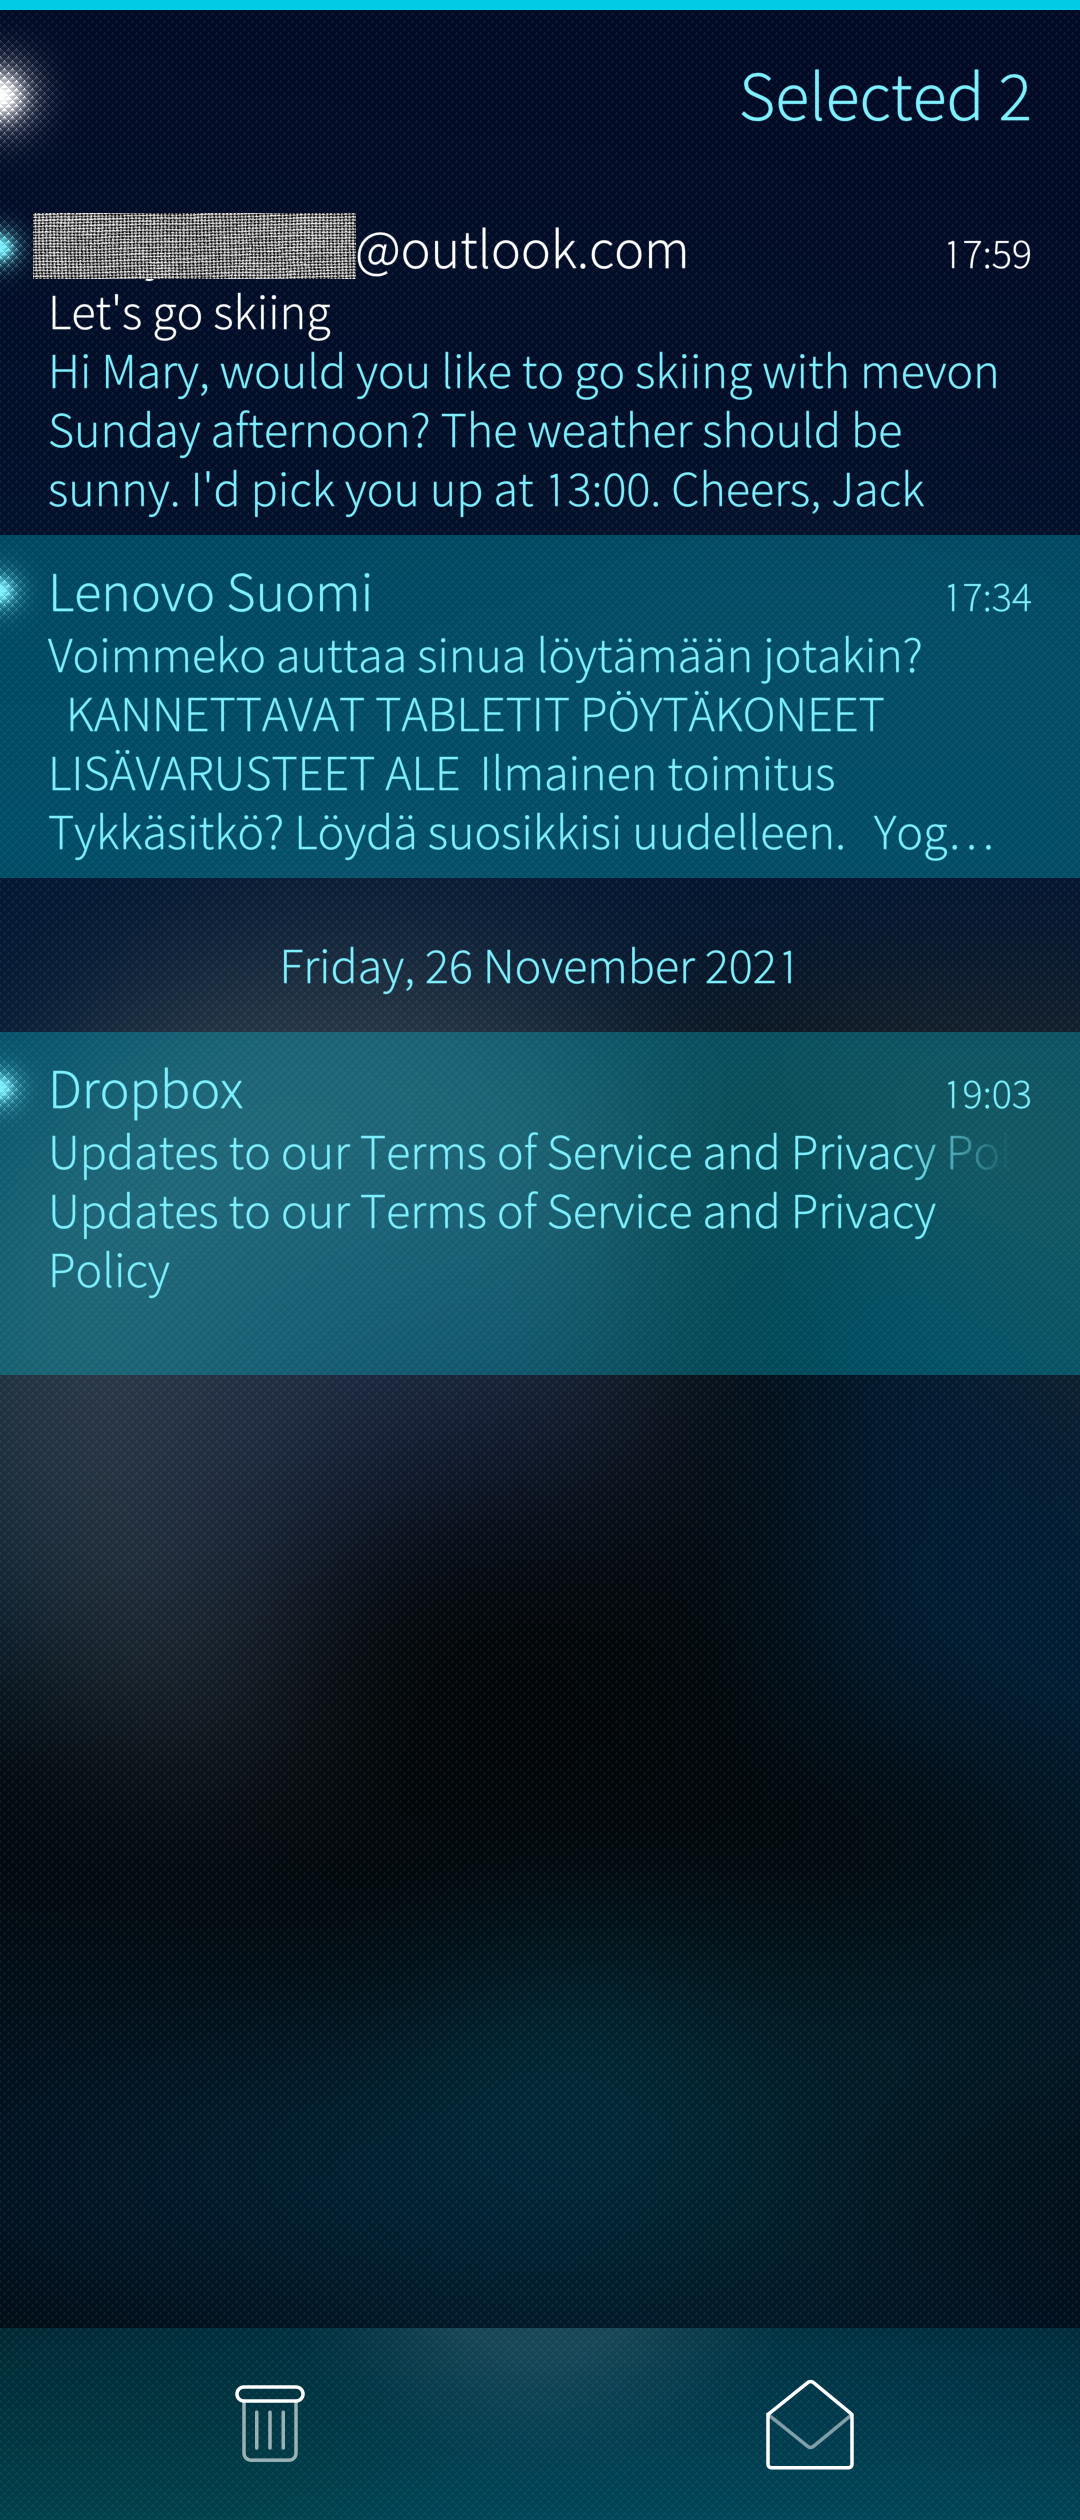 Selected 2
@outlook.com 17:59
Let's go skiing
Hi Mary, would you like to go skiing with mevon
Sunday afternoon? The weather should be
sunny. I'd pick you up at 13:00. Cheers, Jack
Lenovo Suomi 17:34
Voimmeko auttaa sinua löytämään jotakin?
KANNETTAVAT TABLETIT PÖYTÄKONEET
LISÄVARUSTEET ALE Ilmainen toimitus
Tykkäsitkö? Löydä suosikkisi uudelleen. Yog...
Friday, 26 November 2021
Dropbox 19:03
Updates to our Terms of Service and Privacy Pol
Updates to our Terms of Service and Privacy
Policy